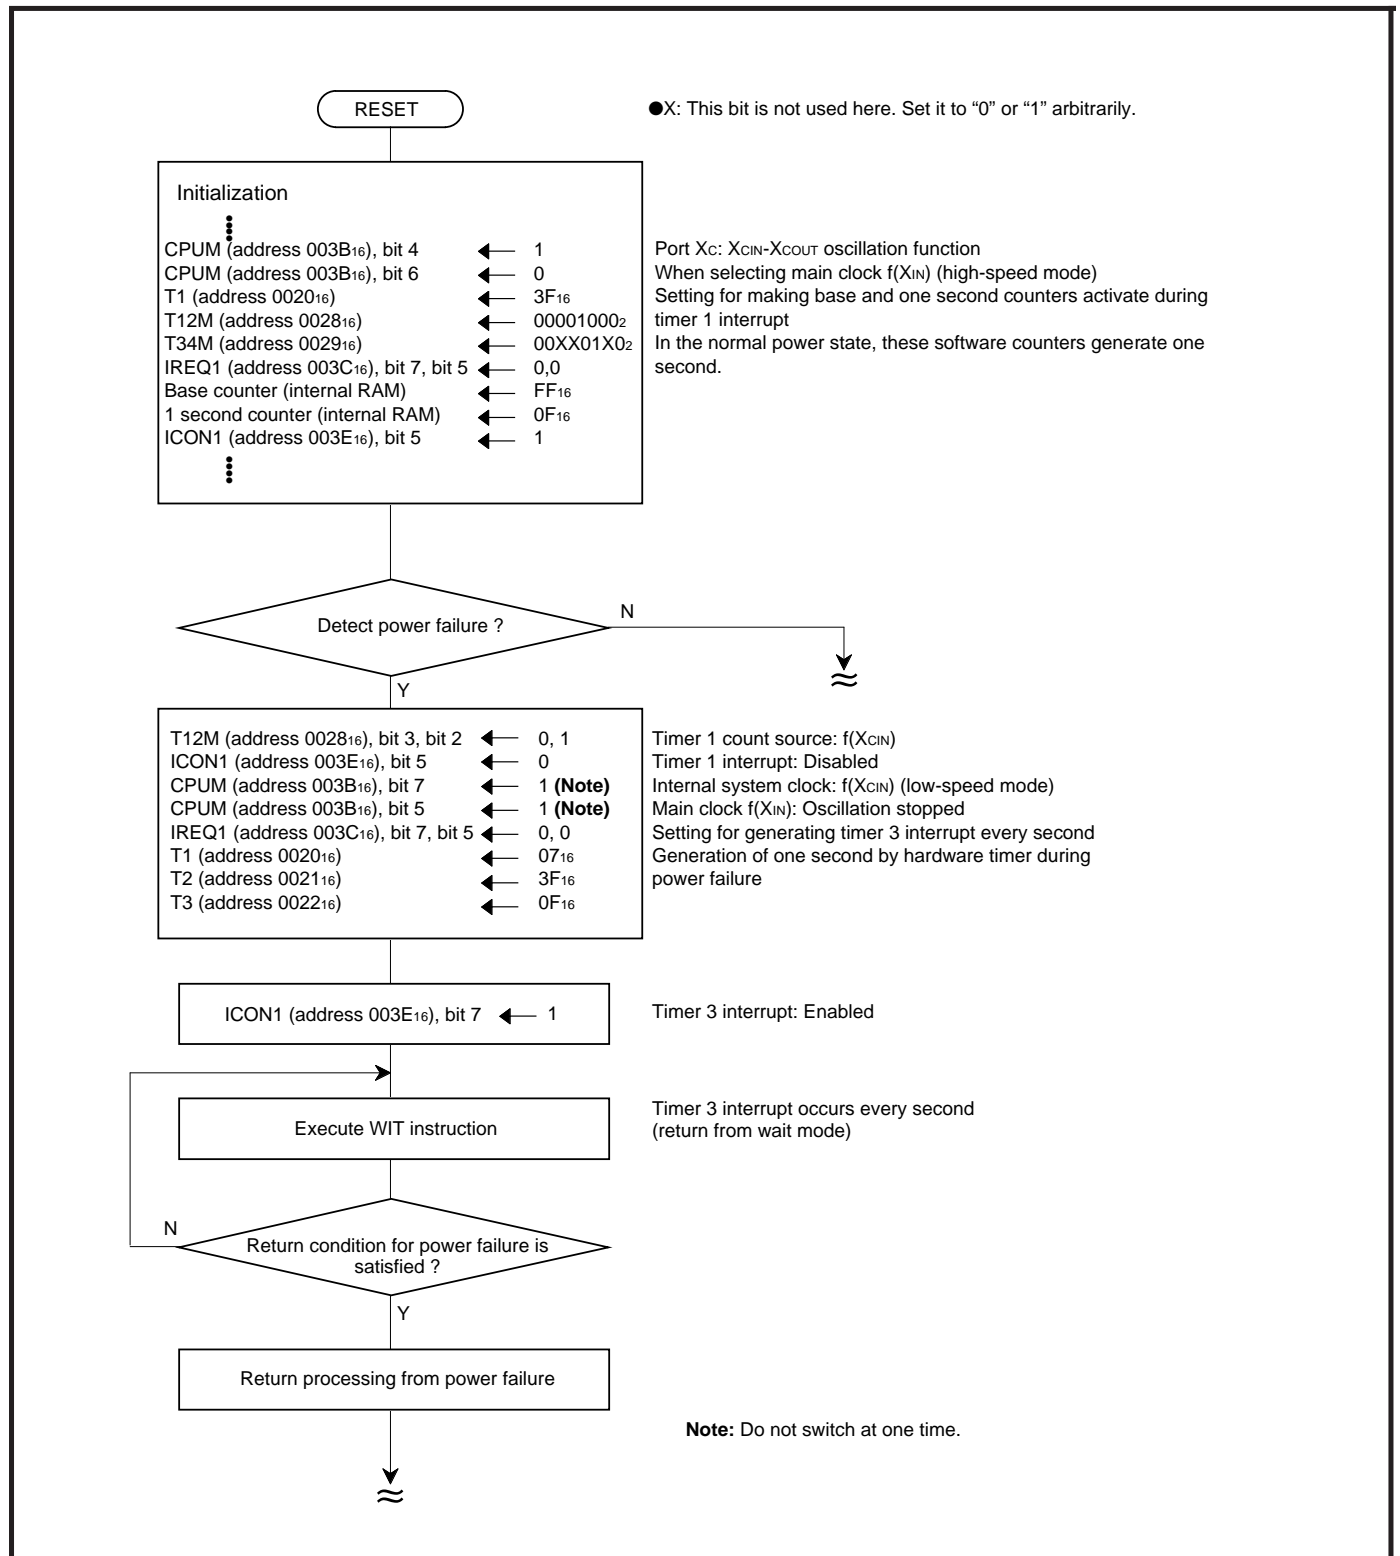 RESET
●X: This bit is not used here. Set it to “0” or “1” arbitrarily.
Initialization
CPUM (address 003B16), bit 4 ← 1 Port XC: XCIN-XCOUT oscillation function
CPUM (address 003B16), bit 6 ← 0 When selecting main clock f(XIN) (high-speed mode)
T1 (address 002016) ← 3F16 Setting for making base and one second counters activate during
T12M (address 002816) ← 000010002 timer 1 interrupt
T34M (address 002916) ← 00XX01X02 In the normal power state, these software counters generate one
IREQ1 (address 003C16), bit 7, bit 5 ← 0,0 second.
Base counter (internal RAM) ← FF16
1 second counter (internal RAM) ← 0F16
ICON1 (address 003E16), bit 5 ← 1
Detect power failure ?
N
Y
T12M (address 002816), bit 3, bit 2 ← 0, 1 Timer 1 count source: f(XCIN)
ICON1 (address 003E16), bit 5 ← 0 Timer 1 interrupt: Disabled
CPUM (address 003B16), bit 7 ← 1 (Note) Internal system clock: f(XCIN) (low-speed mode)
CPUM (address 003B16), bit 5 ← 1 (Note) Main clock f(XIN): Oscillation stopped
IREQ1 (address 003C16), bit 7, bit 5 ← 0, 0 Setting for generating timer 3 interrupt every second
T1 (address 002016) ← 0716 Generation of one second by hardware timer during
T2 (address 002116) ← 3F16 power failure
T3 (address 002216) ← 0F16
ICON1 (address 003E16), bit 7 ← 1 Timer 3 interrupt: Enabled
Timer 3 interrupt occurs every second
Execute WIT instruction (return from wait mode)
N
Return condition for power failure is
satisfied ?
Y
Return processing from power failure
Note: Do not switch at one time.